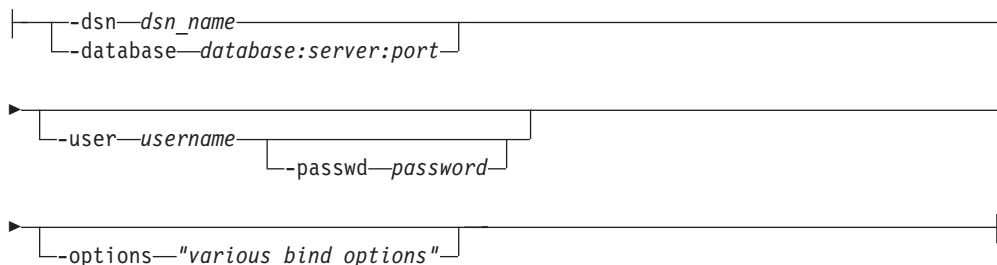 -dsn dsn_name
-database database:server:port
-user username
-passwd password
-options "various bind options"